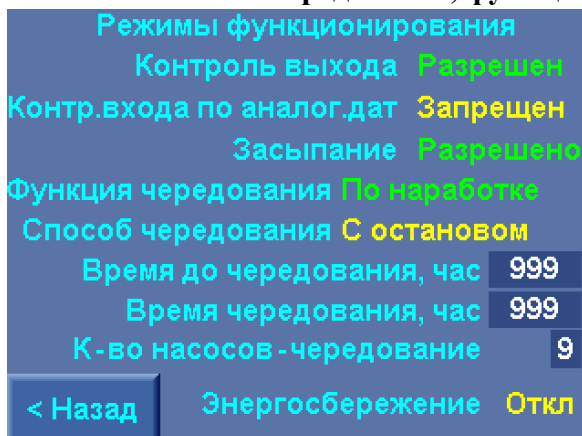 Режимы функционирования
Контроль выхода Разрешен
Контр.входа по аналог.дат Запрещен
Засыпание Разрешено
Функция чередования По наработке
Способ чередования С остановом
Время до чередования, час 999
Время чередования, час 999
К-во насосов-чередование 9
< Назад Энергосбережение Откл